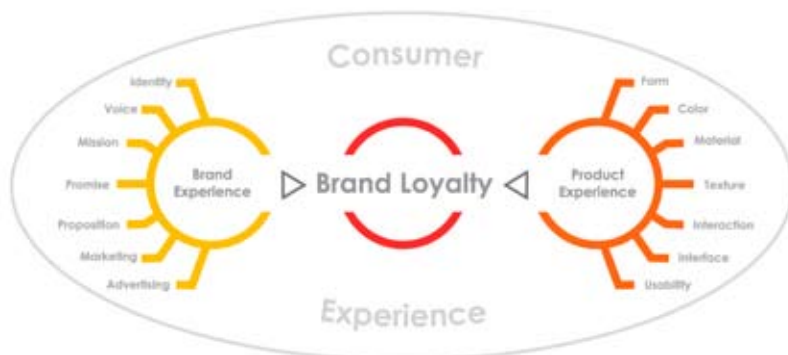 Consumer
Identity
Voice
Mission
Promise
Proposition
Marketing
Advertising
Brand
Experience
Brand Loyalty
Product
Experience
Form
Color
Material
Texture
Interaction
Interface
Usability
Experience